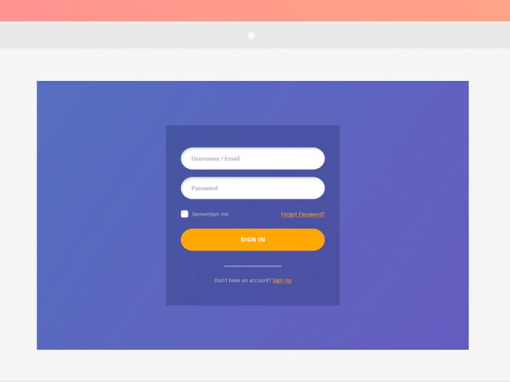 Username / Email
Password
Remember me
Forgot Password?
SIGN IN
Don't have an account? Sign Up